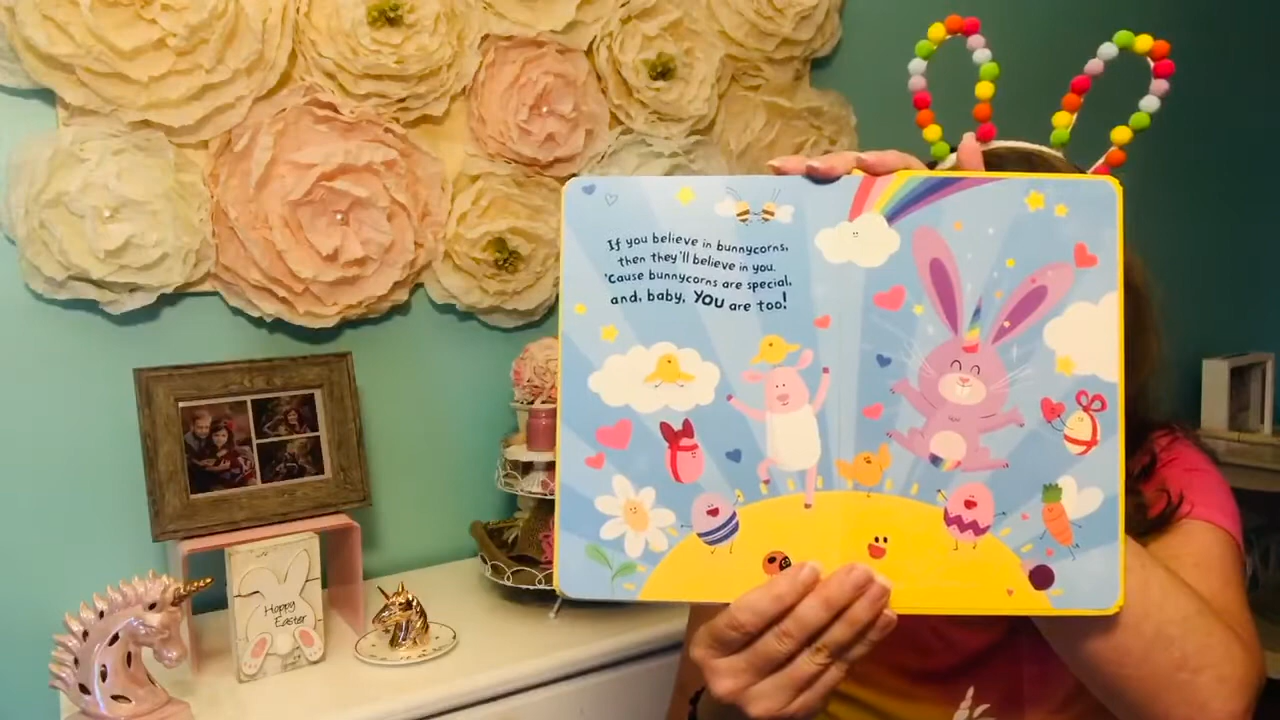 If you believe in bunnycorns,
then they'll believe in you.
'Cause bunnycorns are special,
and, baby, YOU are too!
Happy
Easter